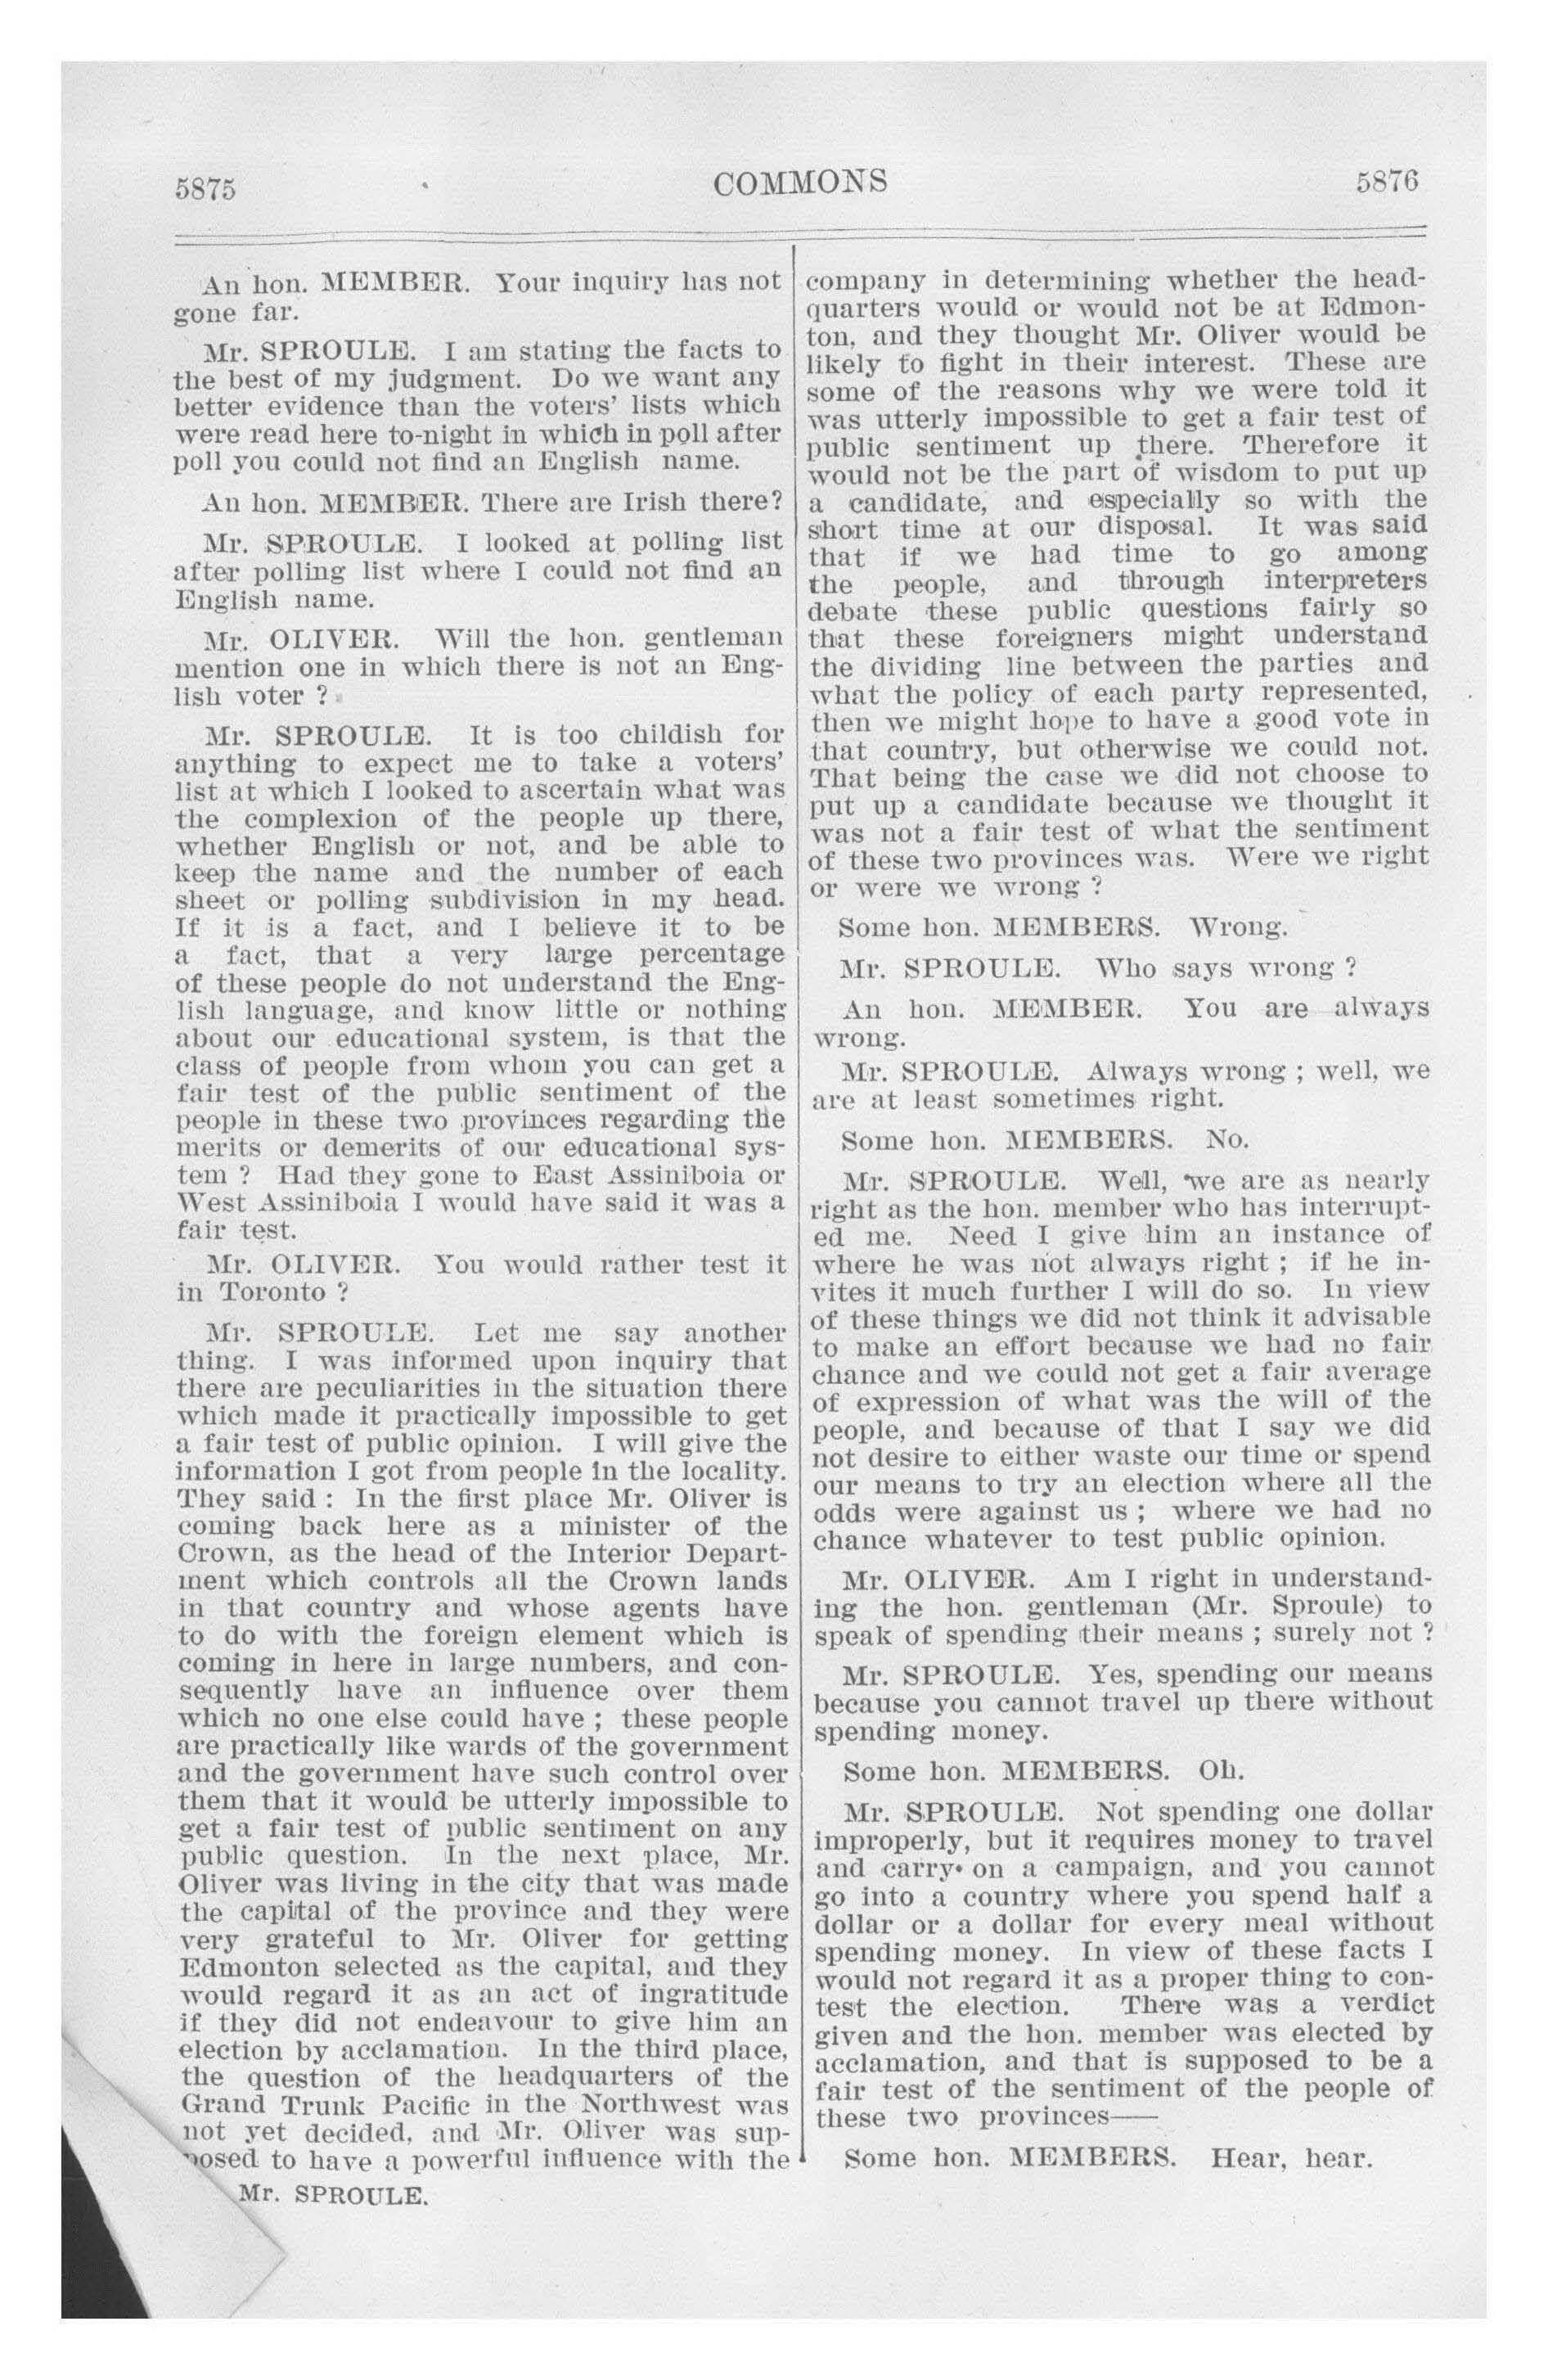 5875
COMMONS
5876
An hon. MEMBER. Your inquiry has not
gone far.
Mr. SPROULE. I am stating the facts to
the best of my judgment. Do we want any
better evidence than the voters' lists which
were read here to-night in which in poll after
poll you could not find an English name.
An hon. MEMBER. There are Irish there?
Mr. SPROULE. I looked at polling list
after polling list where I could not find an
English name.
Mr. OLIVER. Will the hon. gentleman
mention one in which there is not an Eng-
lish voter ?
Mr. SPROULE. It is too childish for
anything to expect me to take a voters'
list at which I looked to ascertain what was
the complexion of the people up there,
whether English or not, and be able to
keep the name and the number of each
sheet or polling subdivision in my head.
If it is a fact, and I believe it to be
a fact, that a very large percentage
of these people do not understand the Eng-
lish language, and know little or nothing
about our educational system, is that the
class of people from whom you can get a
fair test of the public sentiment of the
people in these two provinces regarding the
merits or demerits of our educational sys-
tem ? Had they gone to East Assiniboia or
West Assiniboia I would have said it was a
fair test.
Mr. OLIVER. You would rather test it
in Toronto ?
Mr. SPROULE. Let me say another
thing. I was informed upon inquiry that
there are peculiarities in the situation there
which made it practically impossible to get
a fair test of public opinion. I will give the
information I got from people in the locality.
They said : In the first place Mr. Oliver is
coming back here as a minister of the
Crown, as the head of the Interior Depart-
ment which controls all the Crown lands
in that country and whose agents have
to do with the foreign element which is
coming in here in large numbers, and con-
sequently have an influence over them
which no one else could have ; these people
are practically like wards of the government
and the government have such control over
them that it would be utterly impossible to
get a fair test of public sentiment on any
public question. In the next place, Mr.
Oliver was living in the city that was made
the capital of the province and they were
very grateful to Mr. Oliver for getting
Edmonton selected as the capital, and they
would regard it as an act of ingratitude
if they did not endeavour to give him an
election by acclamation. In the third place,
the question of the headquarters of the
Grand Trunk Pacific in the Northwest was
not yet decided, and Mr. Oliver was sup-
posed to have a powerful influence with the
Mr. SPROULE.
company in determining whether the head-
quarters would or would not be at Edmon-
ton, and they thought Mr. Oliver would be
likely to fight in their interest. These are
some of the reasons why we were told it
was utterly impossible to get a fair test of
public sentiment up there. Therefore it
would not be the part of wisdom to put up
a candidate, and especially so with the
short time at our disposal. It was said
that if we had time to go among
the people, and through interpreters
debate these public questions fairly so
that these foreigners might understand
the dividing line between the parties and
what the policy of each party represented,
then we might hope to have a good vote in
that country, but otherwise we could not.
That being the case we did not choose to
put up a candidate because we thought it
was not a fair test of what the sentiment
of these two provinces was. Were we right
or were we wrong ?
Some hon. MEMBERS. Wrong.
Mr. SPROULE. Who says wrong ?
An hon. MEMBER. You are always
wrong.
Mr. SPROULE. Always wrong ; well, we
are at least sometimes right.
Some hon. MEMBERS. No.
Mr. SPROULE. Well, we are as nearly
right as the hon. member who has interrupt-
ed me. Need I give him an instance of
where he was not always right ; if he in-
vites it much further I will do so. In view
of these things we did not think it advisable
to make an effort because we had no fair
chance and we could not get a fair average
of expression of what was the will of the
people, and because of that I say we did
not desire to either waste our time or spend
our means to try an election where all the
odds were against us ; where we had no
chance whatever to test public opinion.
Mr. OLIVER. Am I right in understand-
ing the hon. gentleman (Mr. Sproule) to
speak of spending their means ; surely not ?
Mr. SPROULE. Yes, spending our means
because you cannot travel up there without
spending money.
Some hon. MEMBERS. Oh.
Mr. SPROULE. Not spending one dollar
improperly, but it requires money to travel
and carry on a campaign, and you cannot
go into a country where you spend half a
dollar or a dollar for every meal without
spending money. In view of these facts I
would not regard it as a proper thing to con-
test the election. There was a verdict
given and the hon. member was elected by
acclamation, and that is supposed to be a
fair test of the sentiment of the people of
these two provinces——
Some hon. MEMBERS. Hear, hear.